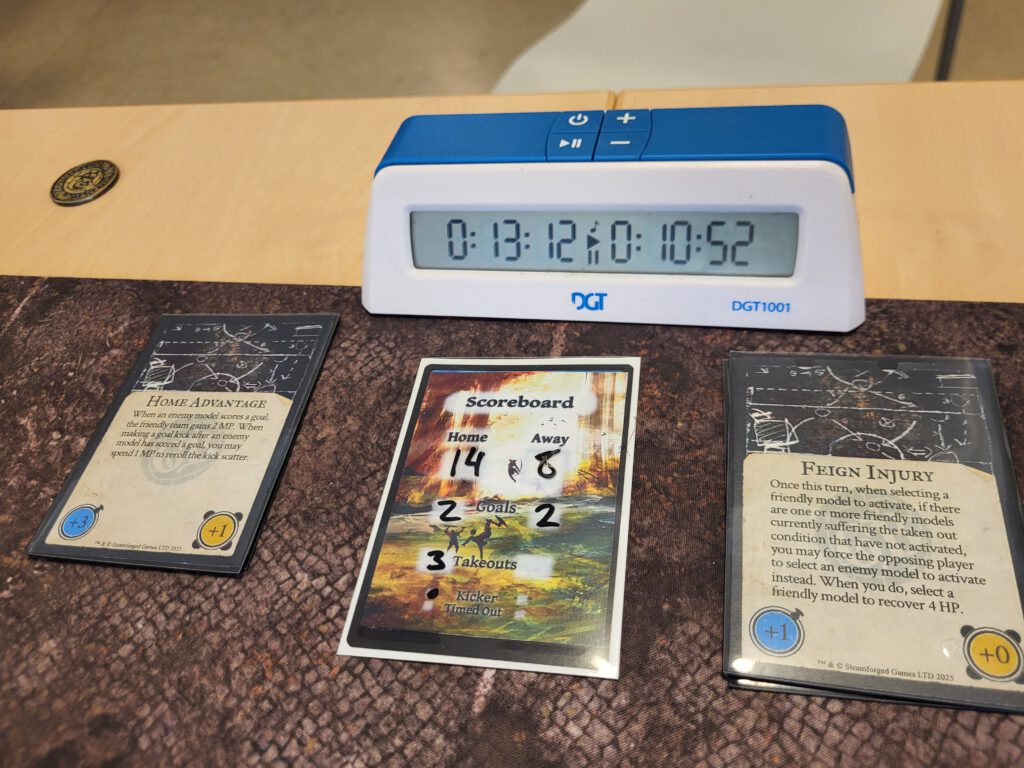 0:13:12 0:10:52
DGT
DGT1001
HOME ADVANTAGE
When an enemy model scores a goal,
the friendly team gains 2 MP. When
making a goal kick after an enemy
model has scored a goal, you may
spend 1 MP to reroll the kick scatter.
+3
+1
™ & © Steamforged Games LTD 2025
Scoreboard
Home Away
14 8
2 Goals 2
3 Takeouts
Kicker
Timed Out
FEIGN INJURY
Once this turn, when selecting a
friendly model to activate, if there
are one or more friendly models
currently suffering the taken out
condition that have not activated,
you may force the opposing player
to select an enemy model to activate
instead. When you do, select a
friendly model to recover 4 HP.
+1
+0
™ & © Steamforged Games LTD 2025